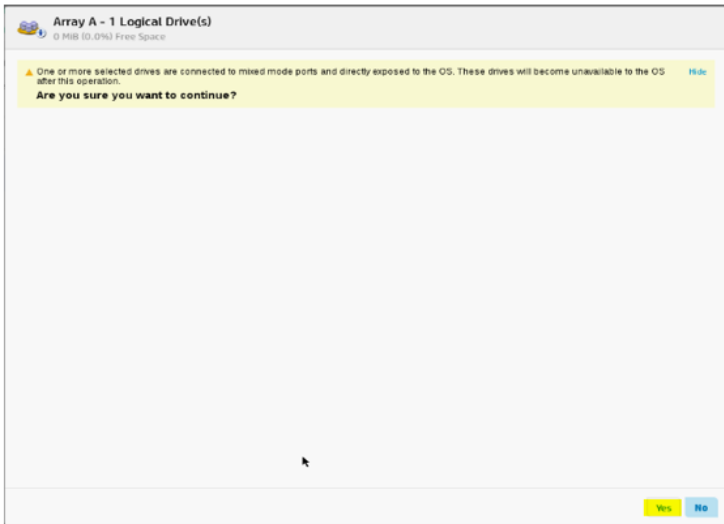 Array A - 1 Logical Drive(s)
0 MiB (0.0%) Free Space
One or more selected drives are connected to mixed mode ports and directly exposed to the OS. These drives will become unavailable to the OS
after this operation.
Hide
Are you sure you want to continue?
Yes
No